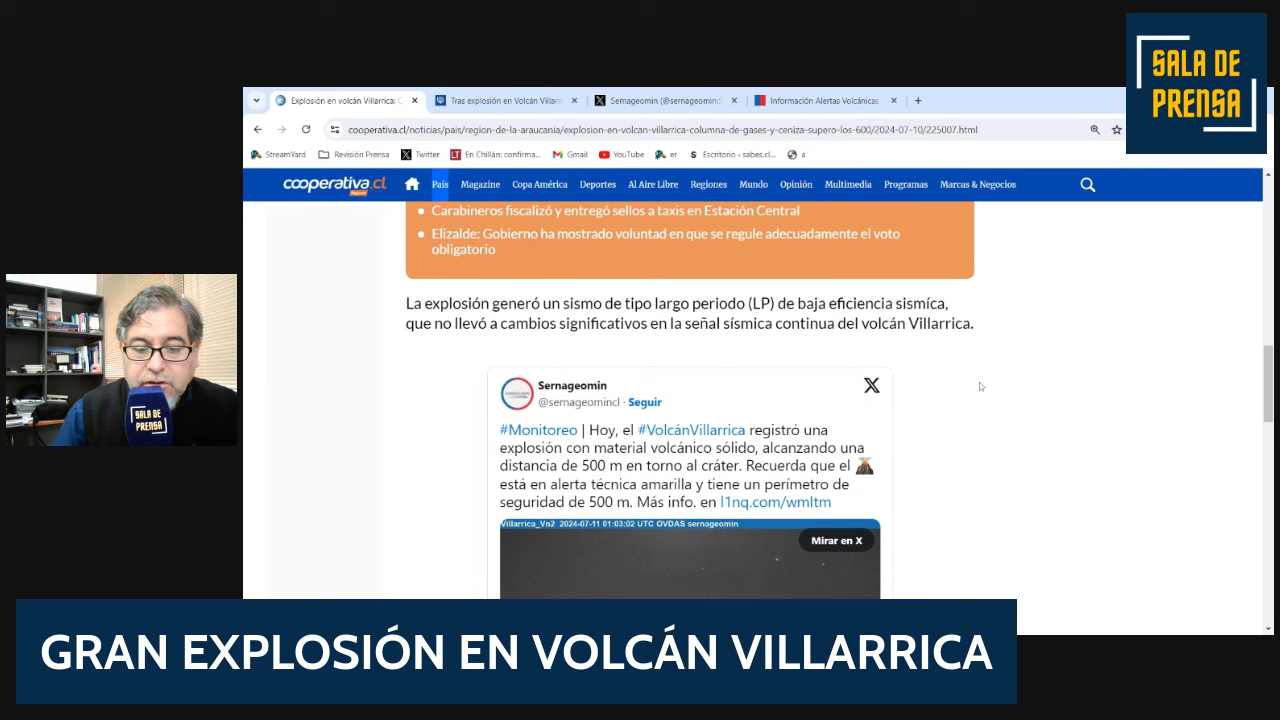 SALA DE
PRENSA
Explosión en volcán Villarrica: C
Tras explosión en Volcán Villarri
Sernageomin (@sernageomincl
Información Alertas Volcánicas
cooperativa.cl/noticias/pais/region-de-la-araucania/explosion-en-volcan-villarrica-columna-de-gases-y-ceniza-supero-los-600/2024-07-10/225007.html
StreamYard
Revisión Prensa
Twitter
En Chillán: confirma...
Gmail
YouTube
er
Escritorio ‹ sabes.cl...
a
cooperativa.cl
País
Magazine
Copa América
Deportes
Al Aire Libre
Regiones
Mundo
Opinión
Multimedia
Programas
Marcas & Negocios
Carabineros fiscalizó y entregó sellos a taxis en Estación Central
Elizalde: Gobierno ha mostrado voluntad en que se regule adecuadamente el voto
obligatorio
La explosión generó un sismo de tipo largo periodo (LP) de baja eficiencia sismíca,
que no llevó a cambios significativos en la señal sísmica continua del volcán Villarrica.
Sernageomin
@sernageomincl · Seguir
#Monitoreo | Hoy, el #VolcánVillarrica registró una
explosión con material volcánico sólido, alcanzando una
distancia de 500 m en torno al cráter. Recuerda que el
está en alerta técnica amarilla y tiene un perímetro de
seguridad de 500 m. Más info. en l1nq.com/wmltm
Villarrica_Vn2 2024-07-11 01:03:02 UTC OVDAS sernageomin
Mirar en X
SALA DE
PRENSA
GRAN EXPLOSIÓN EN VOLCÁN VILLARRICA